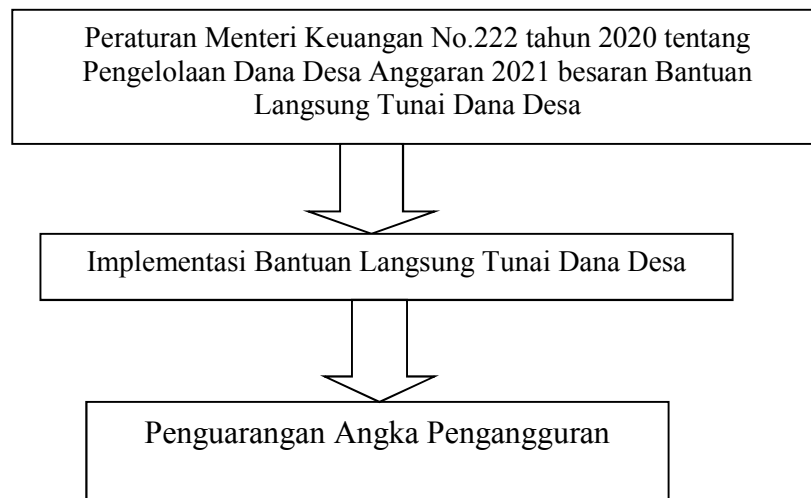 Peraturan Menteri Keuangan No.222 tahun 2020 tentang
Pengelolaan Dana Desa Anggaran 2021 besaran Bantuan
Langsung Tunai Dana Desa
Implementasi Bantuan Langsung Tunai Dana Desa
Penguarangan Angka Pengangguran